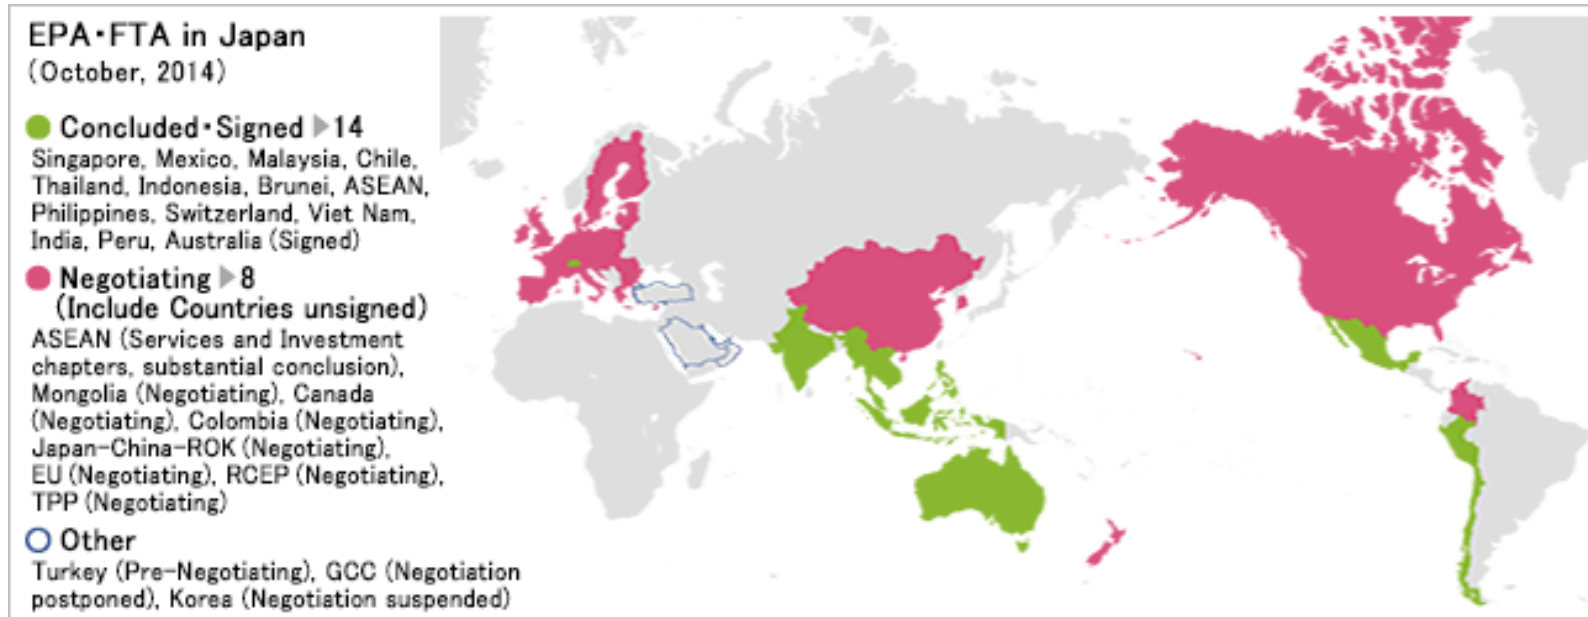 EPA・FTA in Japan
(October, 2014)
Concluded・Signed ▶14
Singapore, Mexico, Malaysia, Chile,
Thailand, Indonesia, Brunei, ASEAN,
Philippines, Switzerland, Viet Nam,
India, Peru, Australia (Signed)
Negotiating ▶8
(Include Countries unsigned)
ASEAN (Services and Investment
chapters, substantial conclusion),
Mongolia (Negotiating), Canada
(Negotiating), Colombia (Negotiating),
Japan-China-ROK (Negotiating),
EU (Negotiating), RCEP (Negotiating),
TPP (Negotiating)
Other
Turkey (Pre-Negotiating), GCC (Negotiation
postponed), Korea (Negotiation suspended)